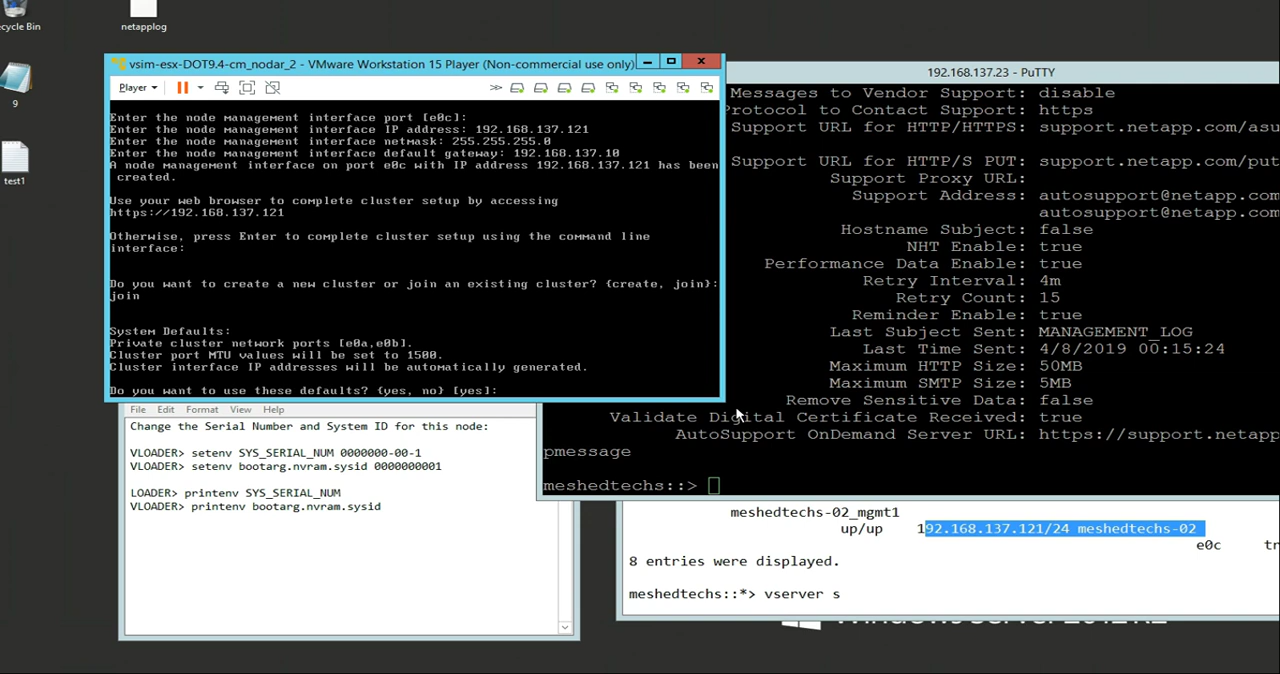 cycle Bin
netapplog
9
test1
vsim-esx-DOT9.4-cm_nodar_2 - VMware Workstation 15 Player (Non-commercial use only)
Player
Enter the node management interface port [e0c]:
Enter the node management interface IP address: 192.168.137.121
Enter the node management interface netmask: 255.255.255.0
Enter the node management interface default gateway: 192.168.137.10
A node management interface on port e0c with IP address 192.168.137.121 has been
created.
Use your web browser to complete cluster setup by accessing
https://192.168.137.121
Otherwise, press Enter to complete cluster setup using the command line
interface:
Do you want to create a new cluster or join an existing cluster? {create, join}:
join
System Defaults:
Private cluster network ports [e0a,e0b].
Cluster port MTU values will be set to 1500.
Cluster interface IP addresses will be automatically generated.
Do you want to use these defaults? {yes, no} [yes]:
192.168.137.23 - PuTTY
Messages to Vendor Support: disable
Protocol to Contact Support: https
Support URL for HTTP/HTTPS: support.netapp.com/asu
Support URL for HTTP/S PUT: support.netapp.com/put
Support Proxy URL:
Support Address: autosupport@netapp.com
autosupport@netapp.com
Hostname Subject: false
NHT Enable: true
Performance Data Enable: true
Retry Interval: 4m
Retry Count: 15
Reminder Enable: true
Last Subject Sent: MANAGEMENT_LOG
Last Time Sent: 4/8/2019 00:15:24
Maximum HTTP Size: 50MB
Maximum SMTP Size: 5MB
Remove Sensitive Data: false
Validate Digital Certificate Received: true
AutoSupport OnDemand Server URL: https://support.netapp
pmessage
meshedtechs::>
File Edit Format View Help
Change the Serial Number and System ID for this node:
VLOADER> setenv SYS_SERIAL_NUM 0000000-00-1
VLOADER> setenv bootarg.nvram.sysid 0000000001
LOADER> printenv SYS_SERIAL_NUM
VLOADER> printenv bootarg.nvram.sysid
meshedtechs-02_mgmt1
up/up 192.168.137.121/24 meshedtechs-02
e0c tr
8 entries were displayed.
meshedtechs::*> vserver s